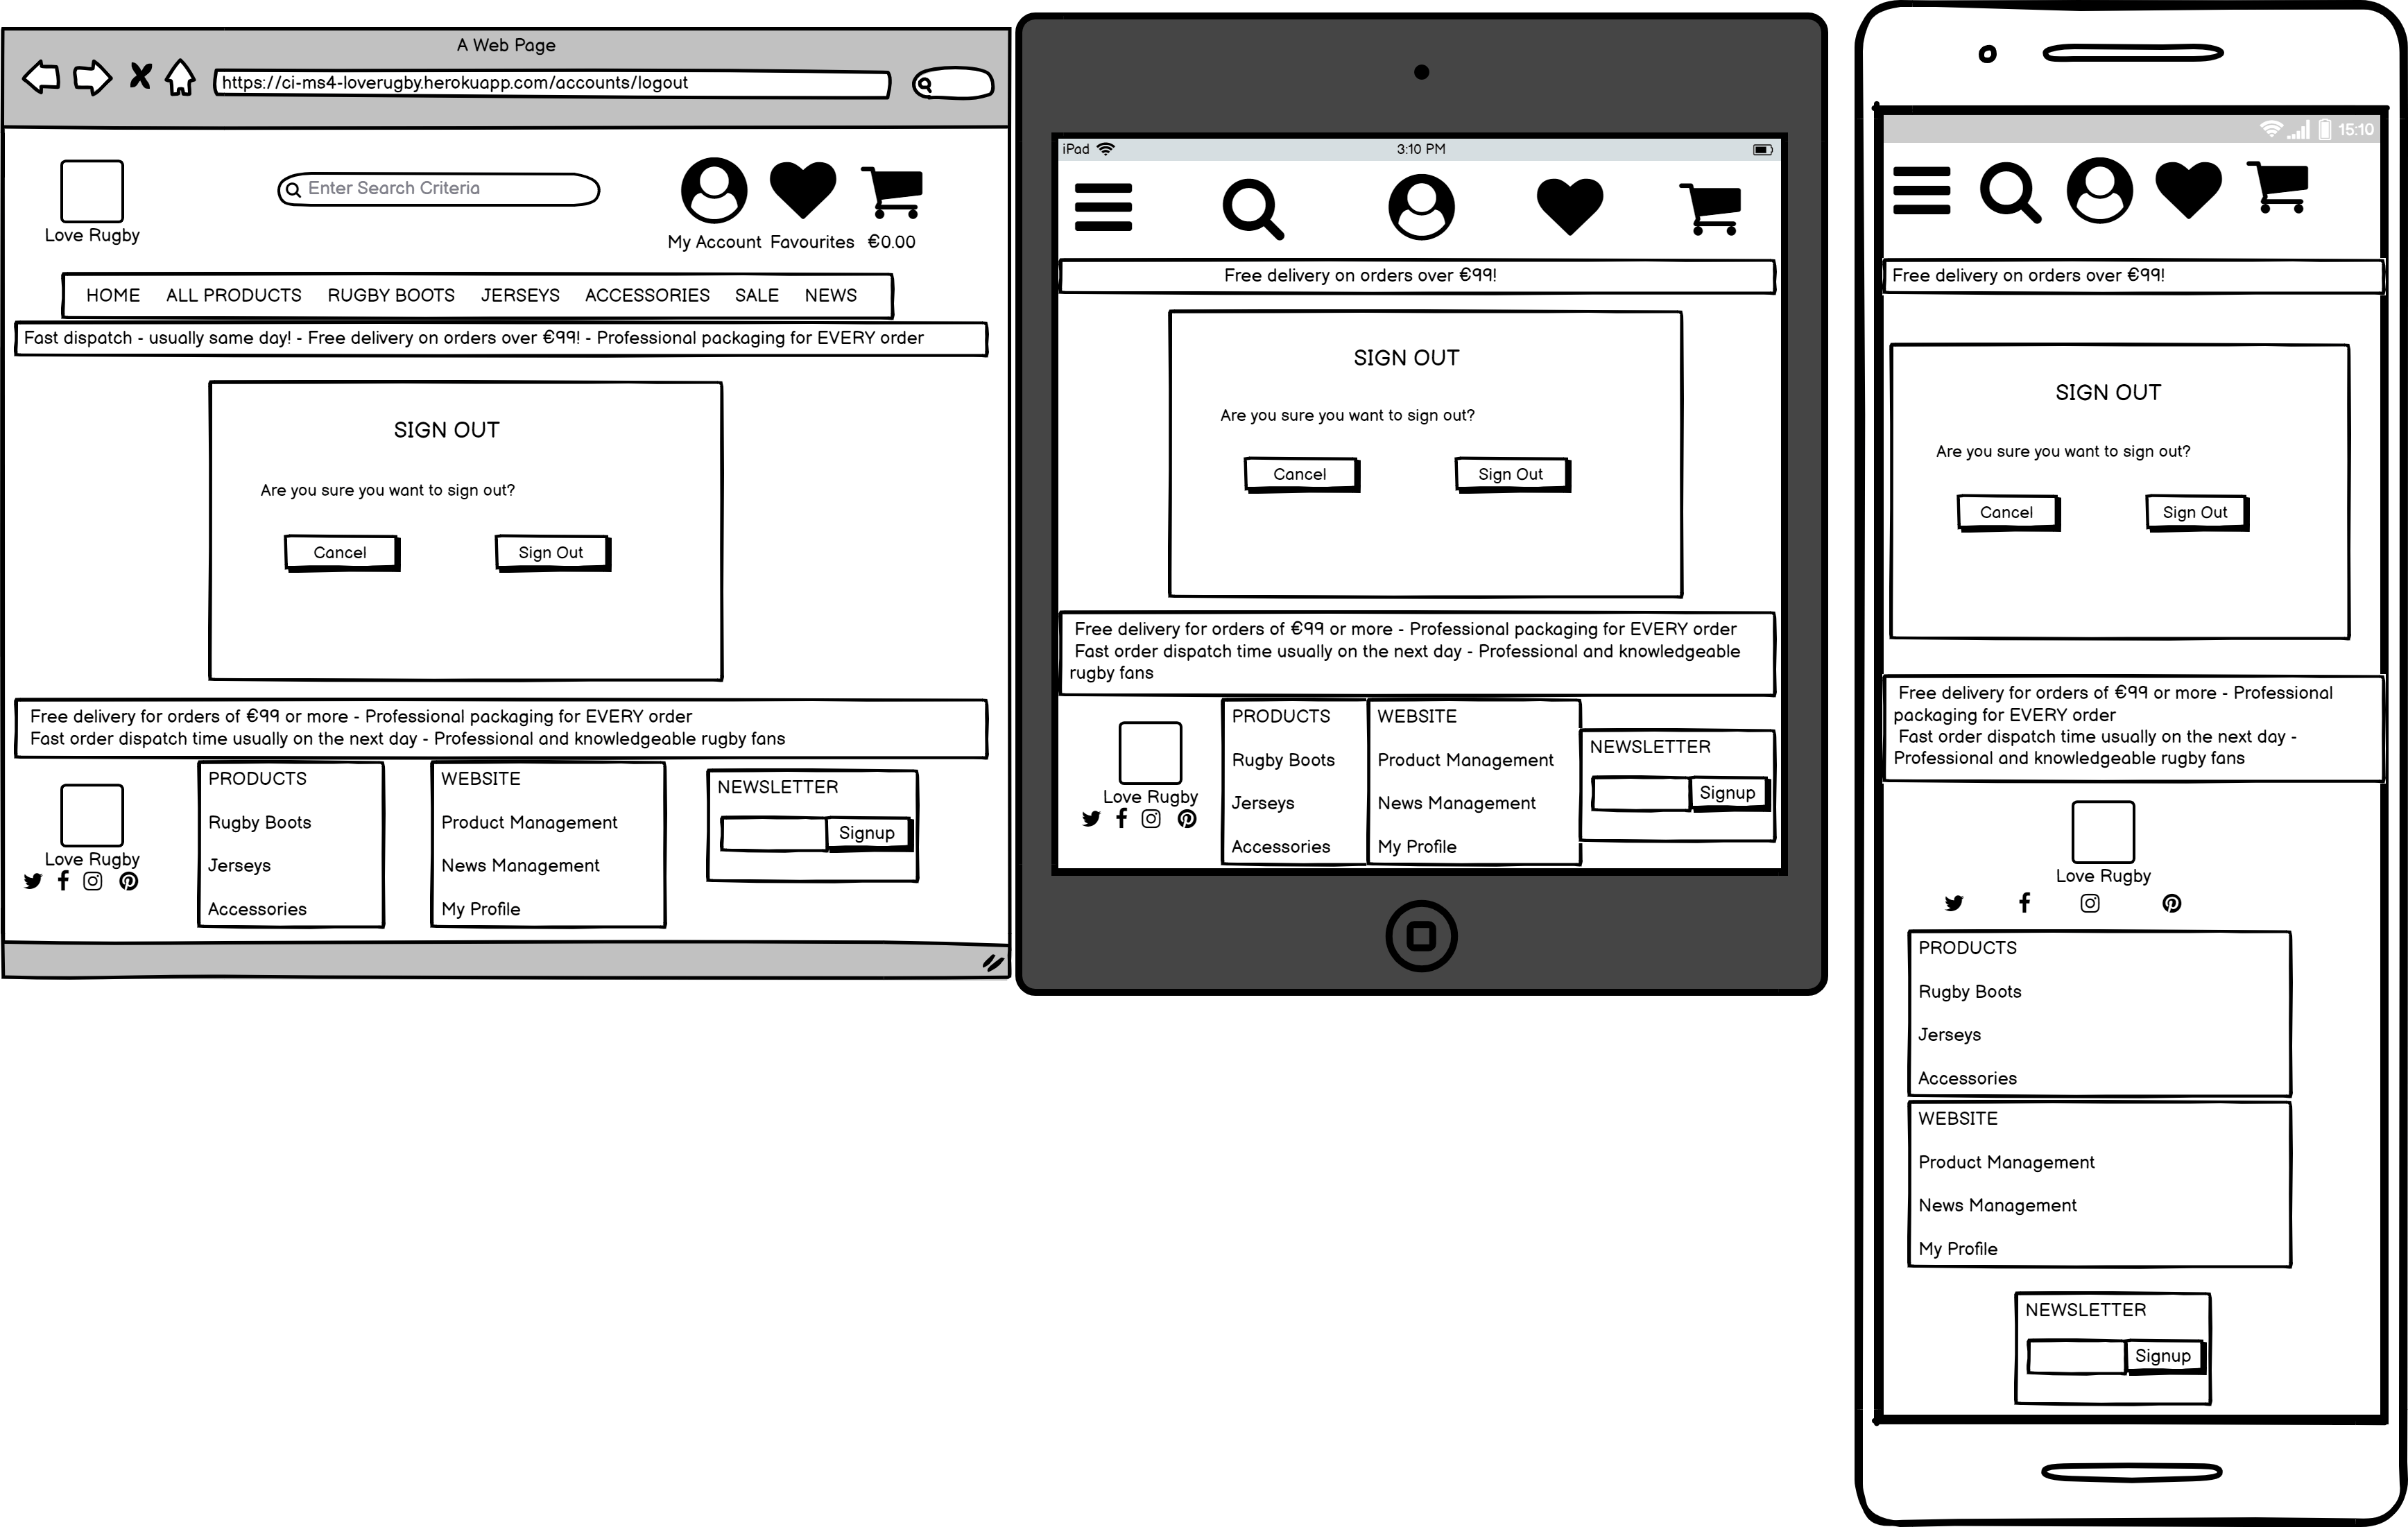 A Web Page
https://ci-ms4-loverugby.herokuapp.com/accounts/logout
Love Rugby
Enter Search Criteria
My Account Favourites €0.00
HOME ALL PRODUCTS RUGBY BOOTS JERSEYS ACCESSORIES SALE NEWS
Fast dispatch - usually same day! - Free delivery on orders over €99! - Professional packaging for EVERY order
SIGN OUT
Are you sure you want to sign out?
Cancel Sign Out
Free delivery for orders of €99 or more - Professional packaging for EVERY order
Fast order dispatch time usually on the next day - Professional and knowledgeable rugby fans
Love Rugby
PRODUCTS
Rugby Boots
Jerseys
Accessories
WEBSITE
Product Management
News Management
My Profile
NEWSLETTER
Signup
iPad 3:10 PM
Free delivery on orders over €99!
SIGN OUT
Are you sure you want to sign out?
Cancel Sign Out
Free delivery for orders of €99 or more - Professional packaging for EVERY order
Fast order dispatch time usually on the next day - Professional and knowledgeable
rugby fans
Love Rugby
PRODUCTS
Rugby Boots
Jerseys
Accessories
WEBSITE
Product Management
News Management
My Profile
NEWSLETTER
Signup
15:10
Free delivery on orders over €99!
SIGN OUT
Are you sure you want to sign out?
Cancel Sign Out
Free delivery for orders of €99 or more - Professional
packaging for EVERY order
Fast order dispatch time usually on the next day -
Professional and knowledgeable rugby fans
Love Rugby
PRODUCTS
Rugby Boots
Jerseys
Accessories
WEBSITE
Product Management
News Management
My Profile
NEWSLETTER
Signup